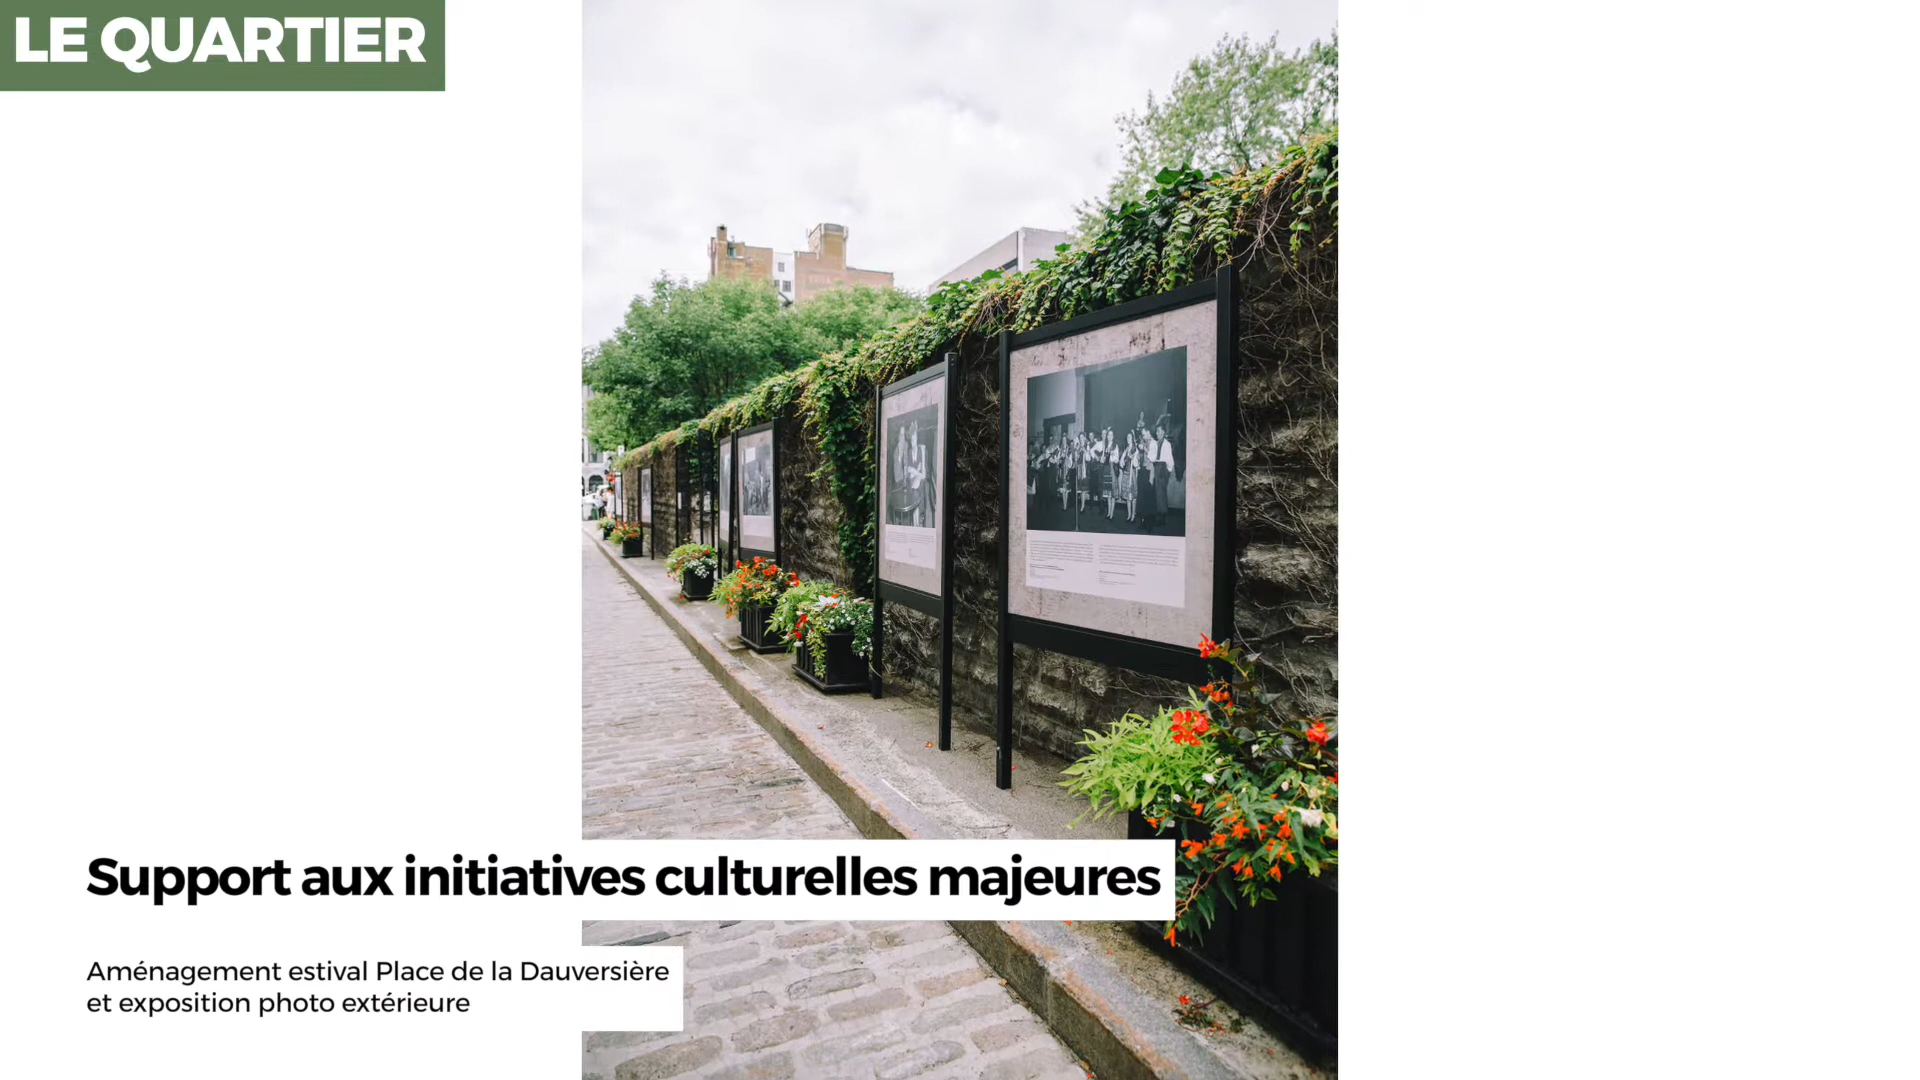 LE QUARTIER
Support aux initiatives culturelles majeures
Aménagement estival Place de la Dauversière
et exposition photo extérieure